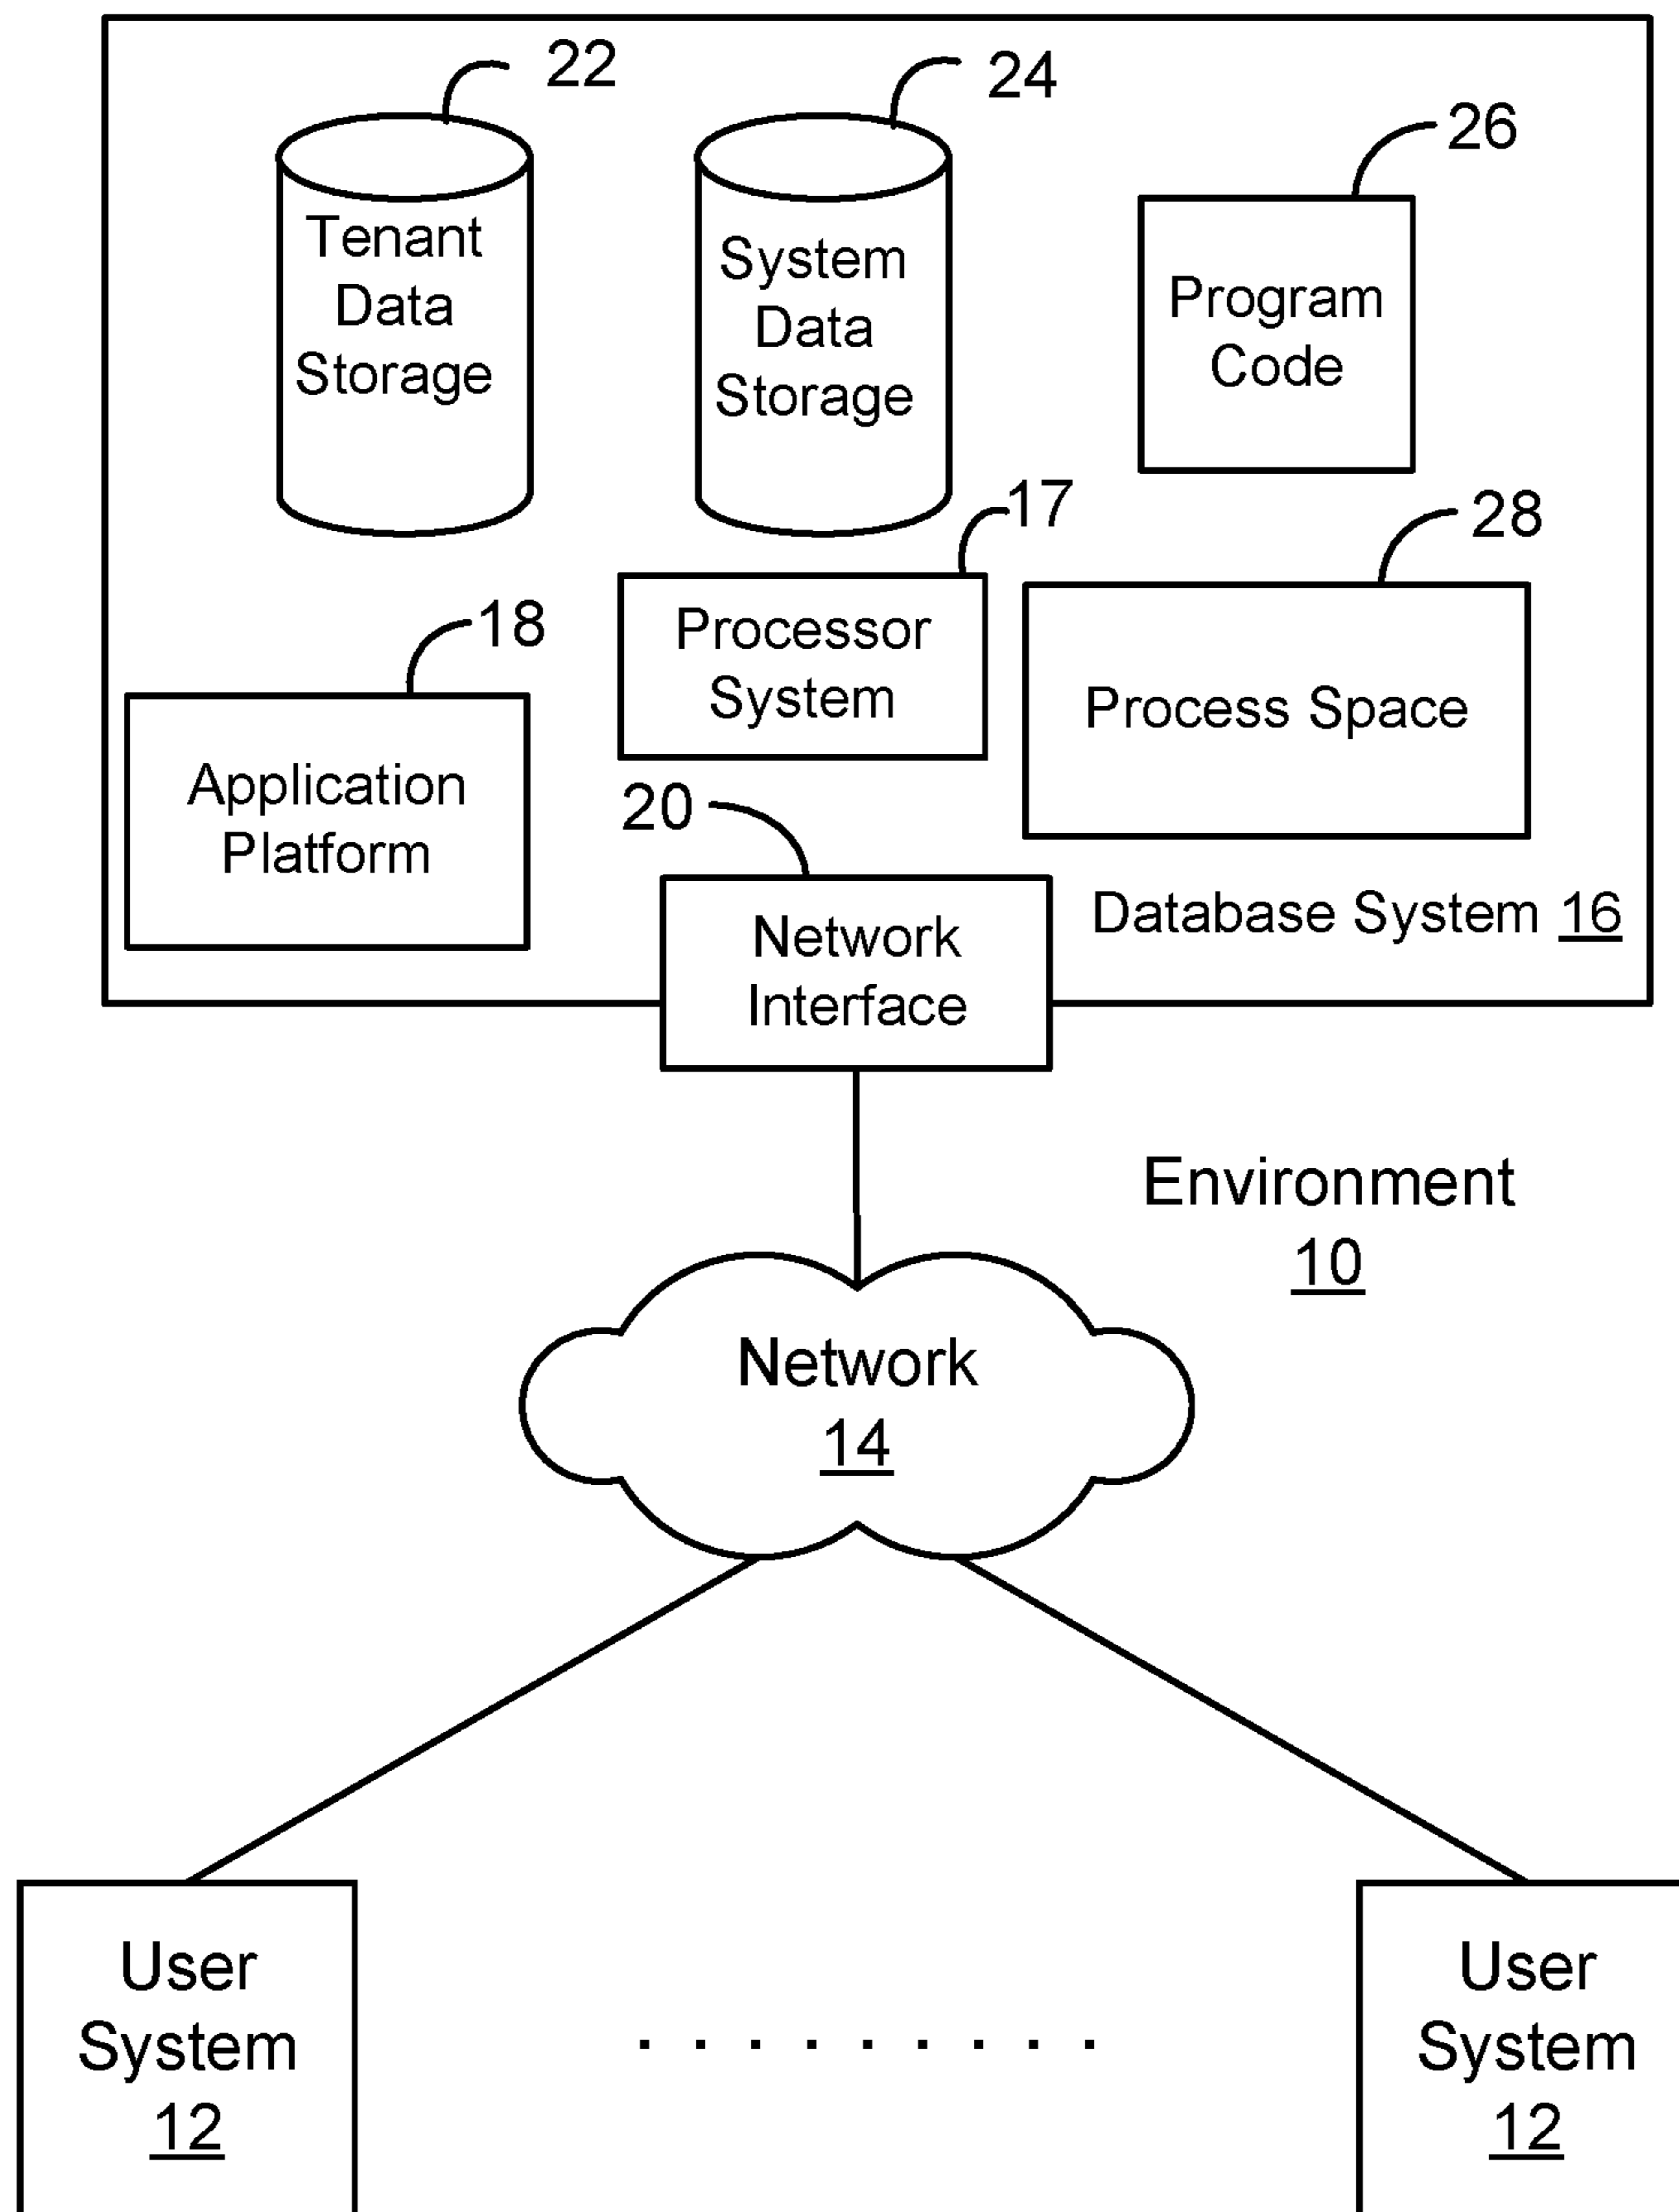 22
24
26
Tenant
Data
Storage
System
Data
Storage
Program
Code
17
28
18
Processor
System
Process Space
Application
Platform
20
Network
Interface
Database System 16
Environment
10
Network
14
User
System
12
. . . . . . . . .
User
System
12